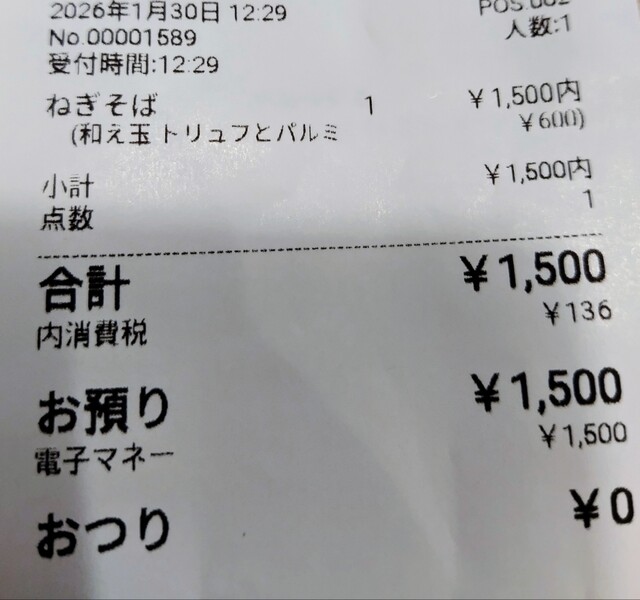 2026年1月30日 12:29
No.00001589 人数:1
受付時間:12:29
ねぎそば 1 ¥1,500内
(和え玉 トリュフとパルミ ¥600)
小計 ¥1,500内
点数 1
合計 ¥1,500
内消費税 ¥136
お預り ¥1,500
電子マネー ¥1,500
おつり ¥0